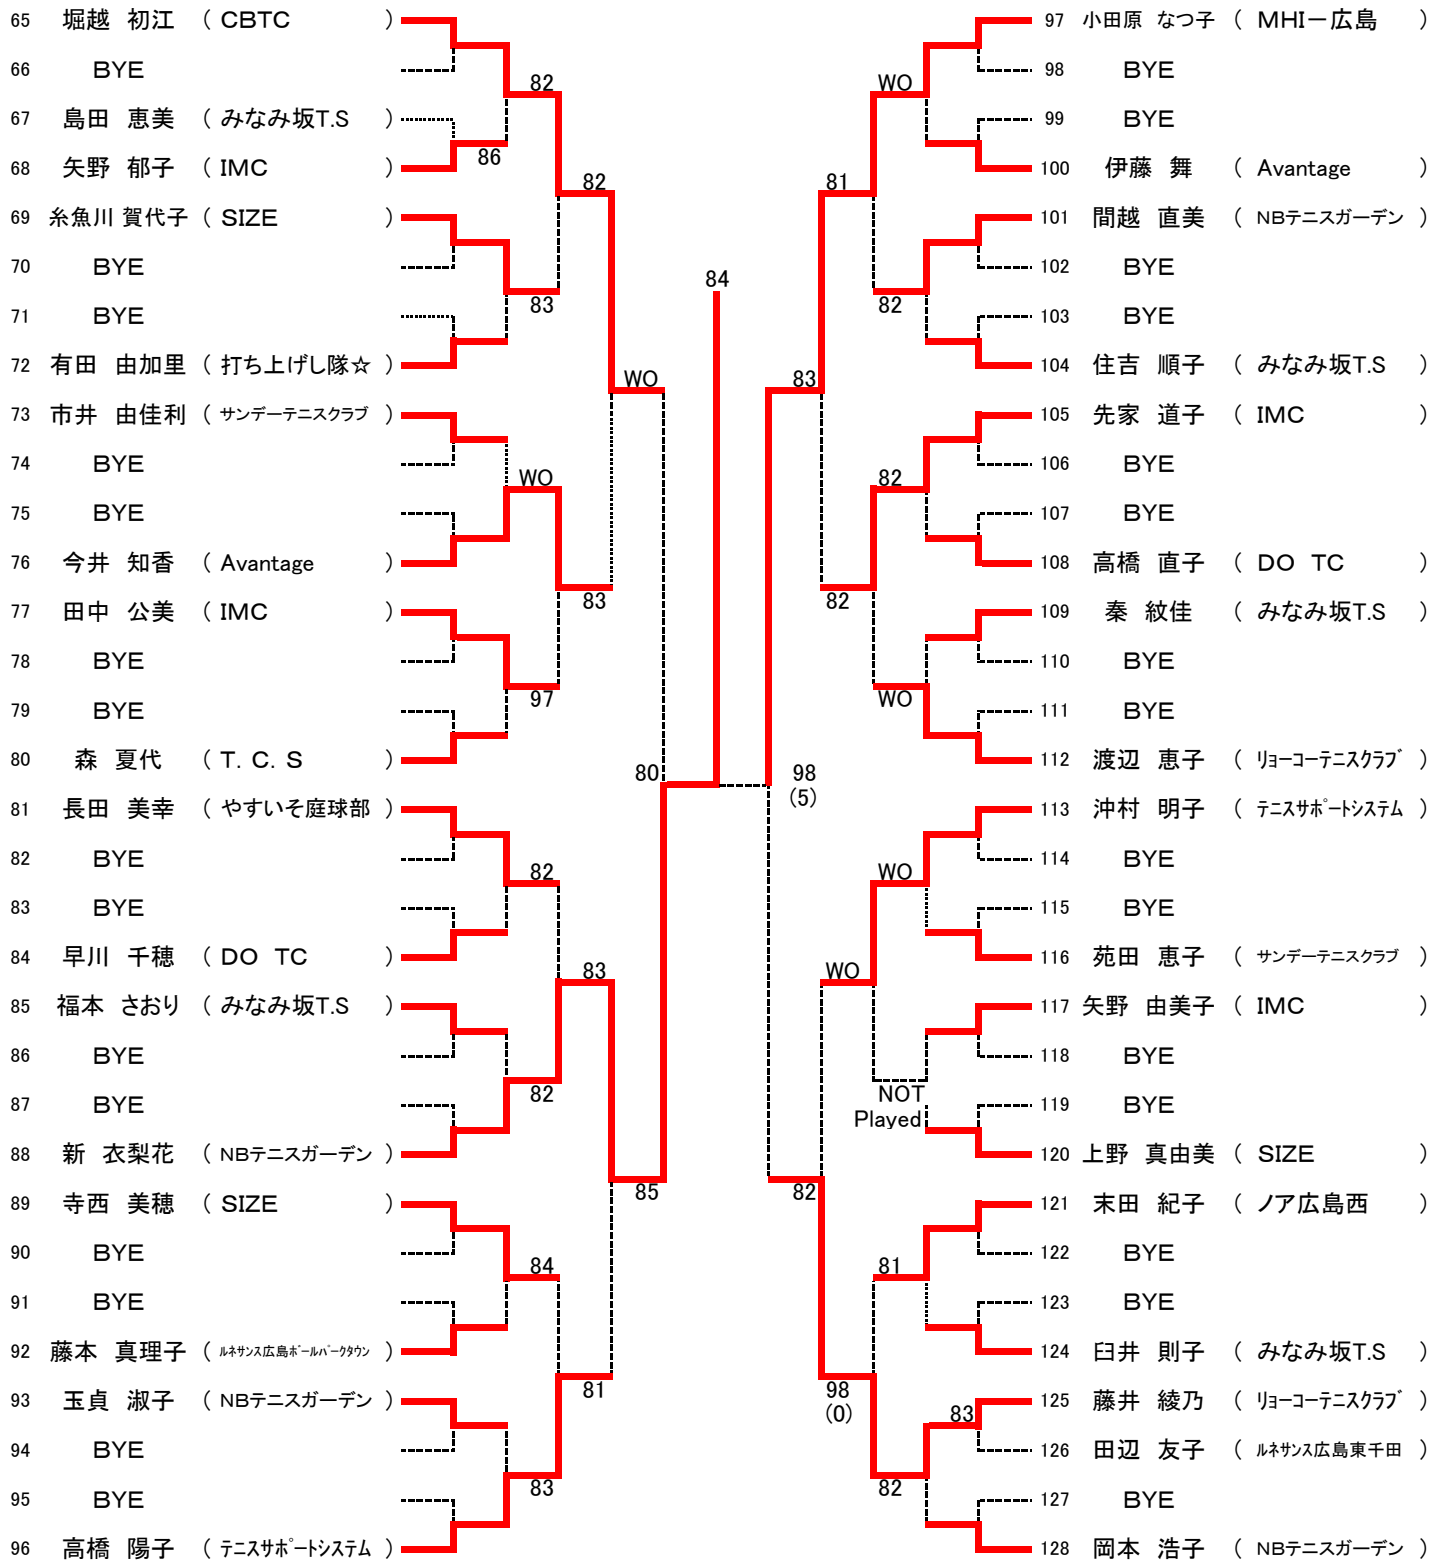 65 堀越 初江 ( CBTC )
66 BYE
67 島田 恵美 ( みなみ坂T.S )
68 矢野 郁子 ( IMC )
69 糸魚川 賀代子 ( SIZE )
70 BYE
71 BYE
72 有田 由加里 ( 打ち上げし隊☆ )
73 市井 由佳利 ( サンデーテニスクラブ )
74 BYE
75 BYE
76 今井 知香 ( Avantage )
77 田中 公美 ( IMC )
78 BYE
79 BYE
80 森 夏代 ( T. C. S )
81 長田 美幸 ( やすいそ庭球部 )
82 BYE
83 BYE
84 早川 千穂 ( DO TC )
85 福本 さおり ( みなみ坂T.S )
86 BYE
87 BYE
88 新 衣梨花 ( NBテニスガーデン )
89 寺西 美穂 ( SIZE )
90 BYE
91 BYE
92 藤本 真理子 ( ﾙﾈｻﾝｽ広島ﾎﾞｰﾙﾊﾟｰｸﾀｳﾝ )
93 玉貞 淑子 ( NBテニスガーデン )
94 BYE
95 BYE
96 高橋 陽子 ( ﾃﾆｽｻﾎﾟｰﾄｼｽﾃﾑ )
86
82
83
WO
97
82
82
84
83
82
83
83
81
WO
85
80
84
98
(5)
83
82
81
82
WO
98
(0)
WO
82
82
WO
WO
NOT
Played
81
82
83
97 小田原 なつ子 ( MHI－広島 )
98 BYE
99 BYE
100 伊藤 舞 ( Avantage )
101 間越 直美 ( NBテニスガーデン )
102 BYE
103 BYE
104 住吉 順子 ( みなみ坂T.S )
105 先家 道子 ( IMC )
106 BYE
107 BYE
108 高橋 直子 ( DO TC )
109 秦 紋佳 ( みなみ坂T.S )
110 BYE
111 BYE
112 渡辺 恵子 ( ﾘｮｰｺｰﾃﾆｽｸﾗﾌﾞ )
113 沖村 明子 ( ﾃﾆｽｻﾎﾟｰﾄｼｽﾃﾑ )
114 BYE
115 BYE
116 苑田 恵子 ( サンデーテニスクラブ )
117 矢野 由美子 ( IMC )
118 BYE
119 BYE
120 上野 真由美 ( SIZE )
121 末田 紀子 ( ノア広島西 )
122 BYE
123 BYE
124 臼井 則子 ( みなみ坂T.S )
125 藤井 綾乃 ( ﾘｮｰｺｰﾃﾆｽｸﾗﾌﾞ )
126 田辺 友子 ( ﾙﾈｻﾝｽ広島東千田 )
127 BYE
128 岡本 浩子 ( NBテニスガーデン )